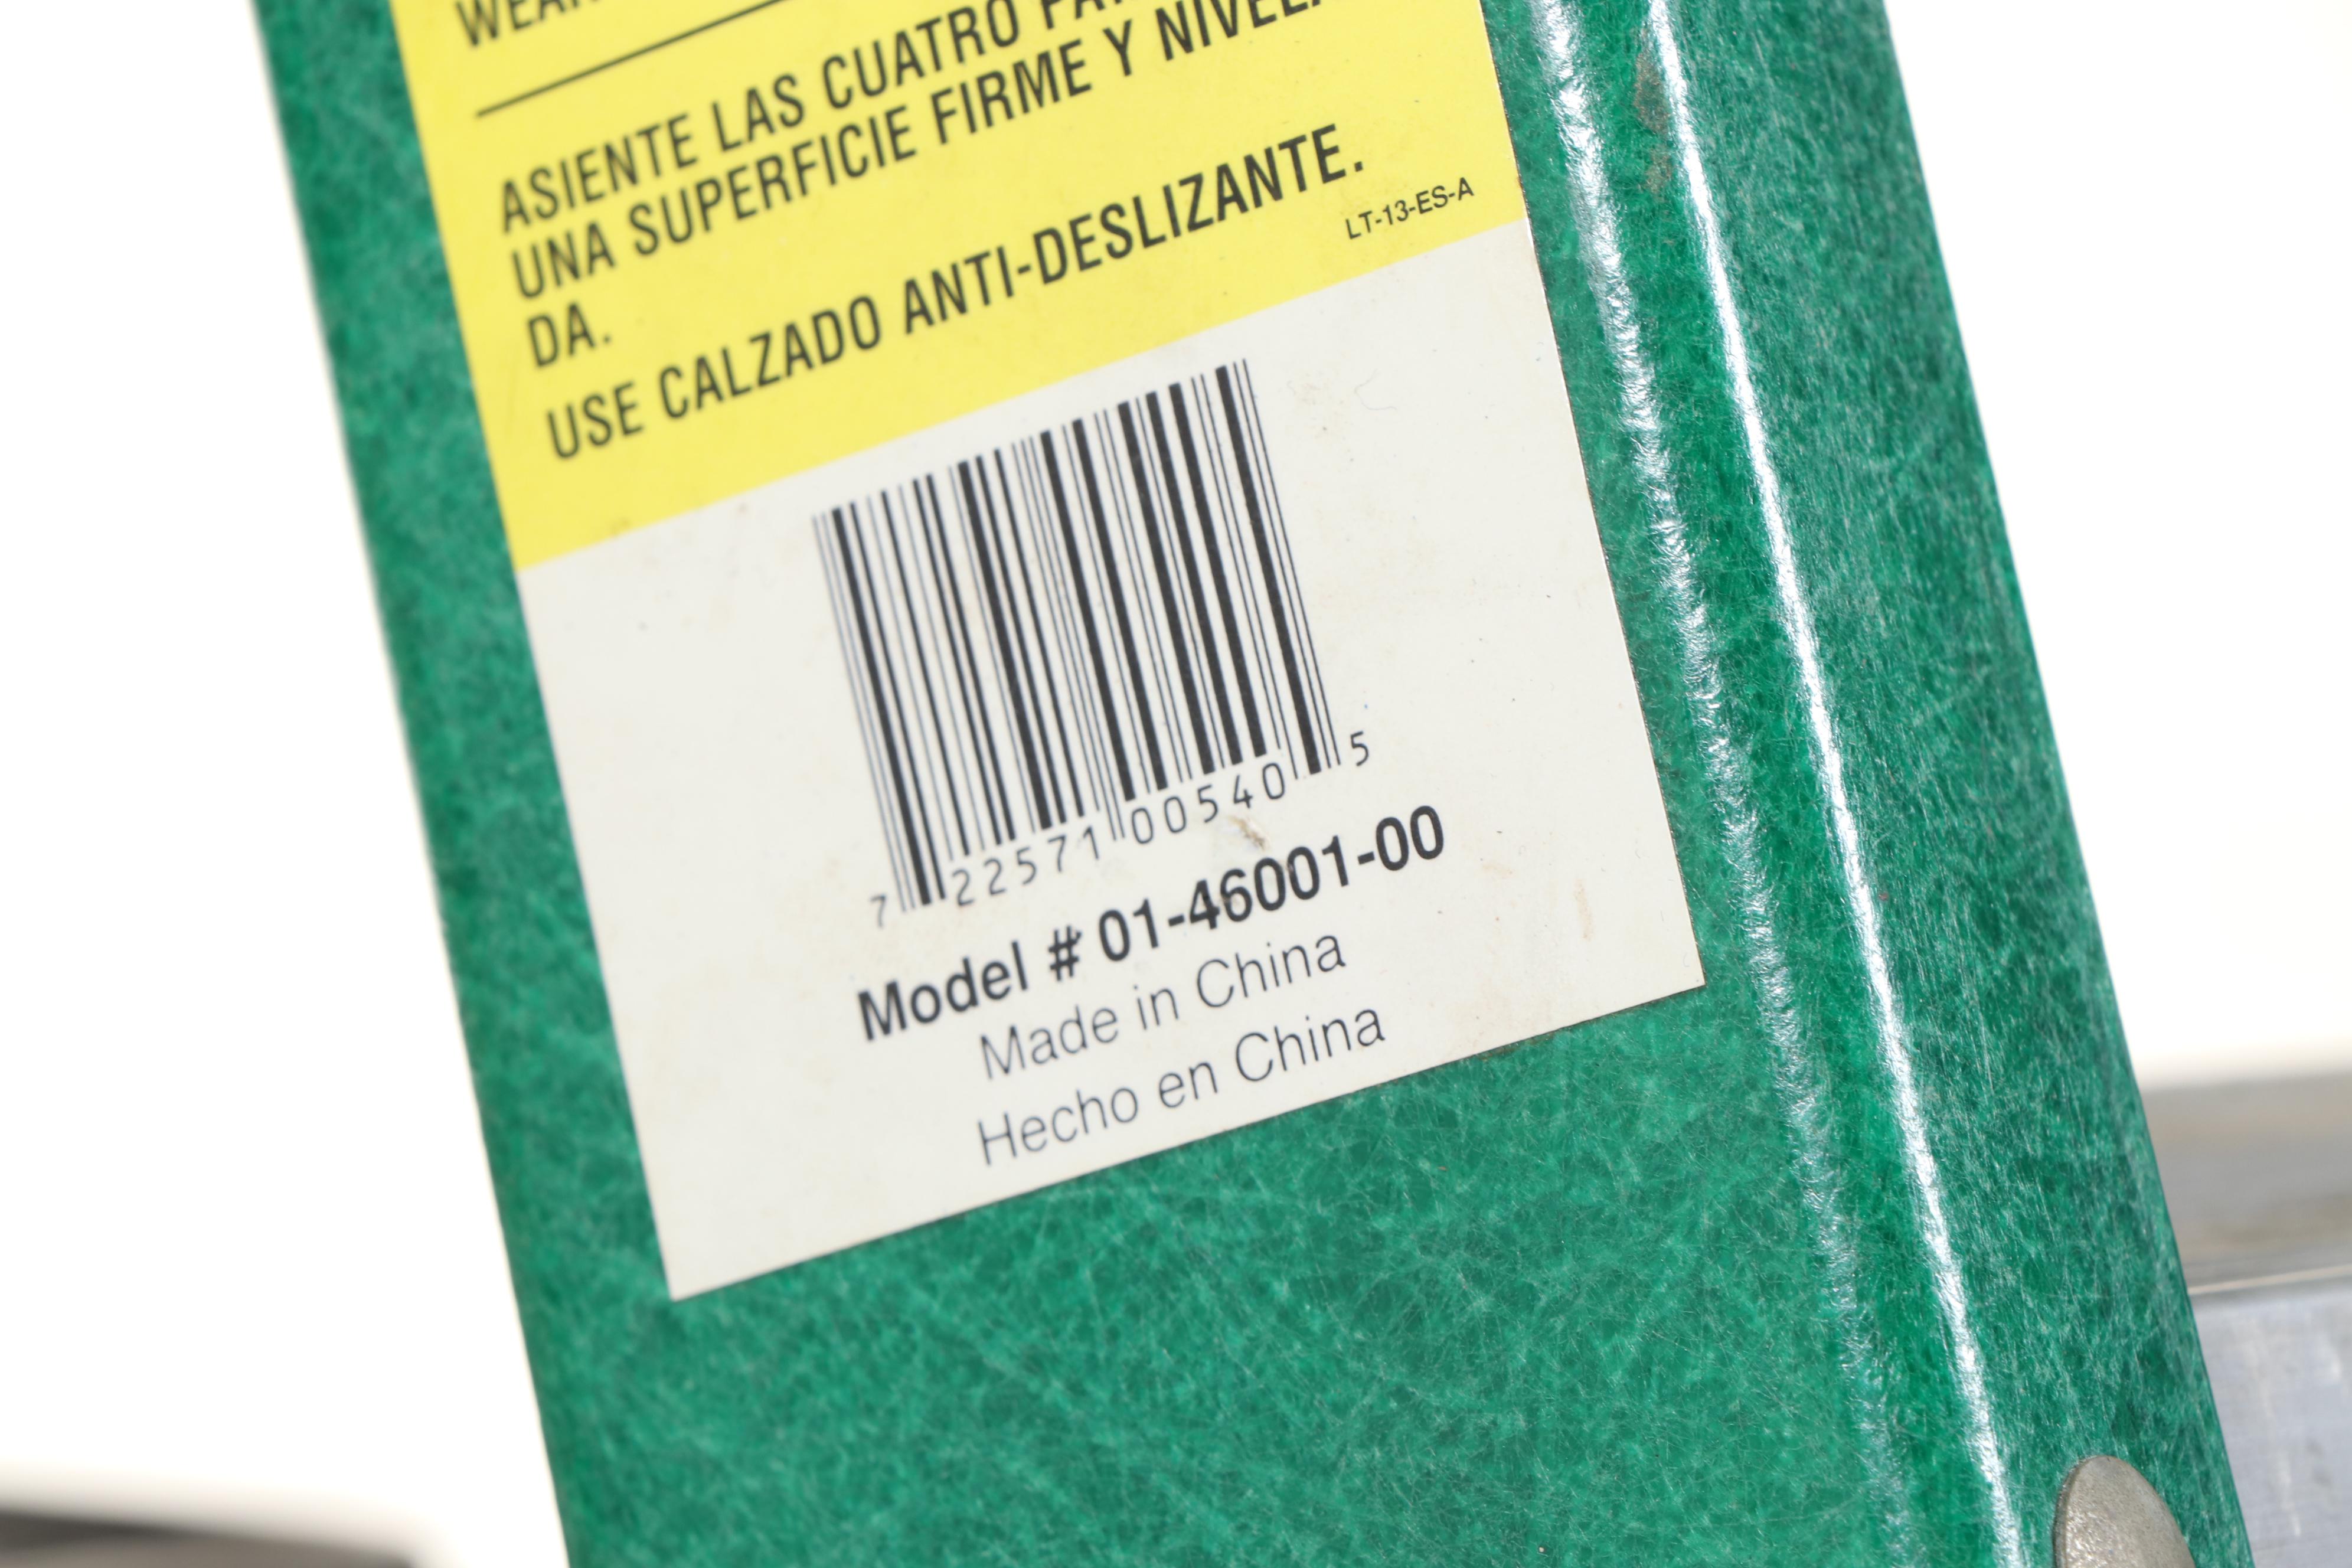 ASIENTE LAS CUATRO
UNA SUPERFICIE FIRME Y NIVELA
DA.
USE CALZADO ANTI-DESLIZANTE.
LT-13-ES-A
7 22571 00540 5
Model # 01-46001-00
Made in China
Hecho en China